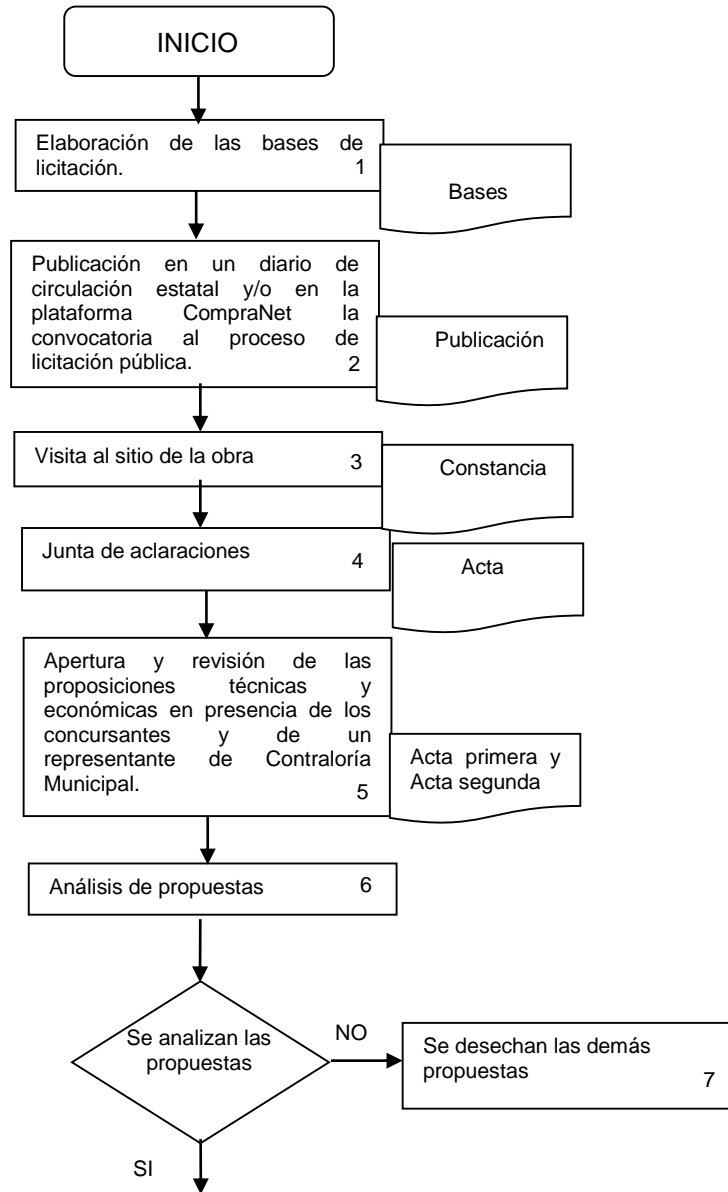 INICIO
Elaboración de las bases de
licitación.
1
Bases
Publicación en un diario de
circulación estatal y/o en la
plataforma CompraNet la
convocatoria al proceso de
licitación pública.
2
Publicación
Visita al sitio de la obra
3
Constancia
Junta de aclaraciones
4
Acta
Apertura y revisión de las
proposiciones técnicas y
económicas en presencia de los
concursantes y de un
representante de Contraloría
Municipal.
5
Acta primera y
Acta segunda
Análisis de propuestas
6
Se analizan las
propuestas
NO
Se desechan las demás
propuestas
7
SI